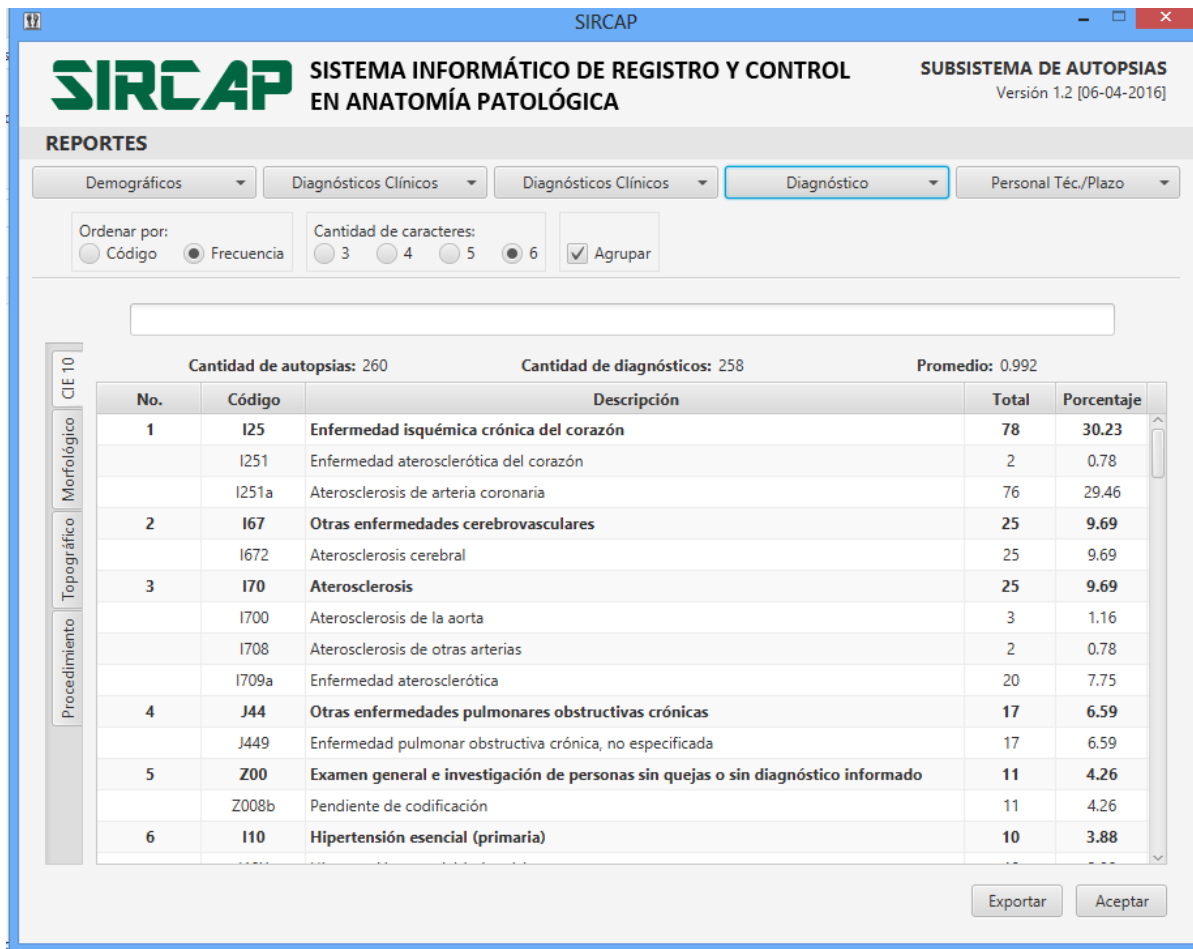 SIRCAP
SIRCAP
SISTEMA INFORMÁTICO DE REGISTRO Y CONTROL
EN ANATOMÍA PATOLÓGICA
SUBSISTEMA DE AUTOPSIAS
Versión 1.2 [06-04-2016]
REPORTES
Demográficos Diagnósticos Clínicos Diagnósticos Clínicos Diagnóstico Personal Téc./Plazo
Ordenar por: Cantidad de caracteres:
Código Frecuencia 3 4 5 6 Agrupar
CIE 10
Morfológico
Topográfico
Procedimiento
Cantidad de autopsias: 260 Cantidad de diagnósticos: 258 Promedio: 0.992
No. Código Descripción Total Porcentaje
1 I25 Enfermedad isquémica crónica del corazón 78 30.23
I251 Enfermedad aterosclerótica del corazón 2 0.78
I251a Aterosclerosis de arteria coronaria 76 29.46
2 I67 Otras enfermedades cerebrovasculares 25 9.69
I672 Aterosclerosis cerebral 25 9.69
3 I70 Aterosclerosis 25 9.69
I700 Aterosclerosis de la aorta 3 1.16
I708 Aterosclerosis de otras arterias 2 0.78
I709a Enfermedad aterosclerótica 20 7.75
4 J44 Otras enfermedades pulmonares obstructivas crónicas 17 6.59
J449 Enfermedad pulmonar obstructiva crónica, no especificada 17 6.59
5 Z00 Examen general e investigación de personas sin quejas o sin diagnóstico informado 11 4.26
Z008b Pendiente de codificación 11 4.26
6 I10 Hipertensión esencial (primaria) 10 3.88
Exportar Aceptar